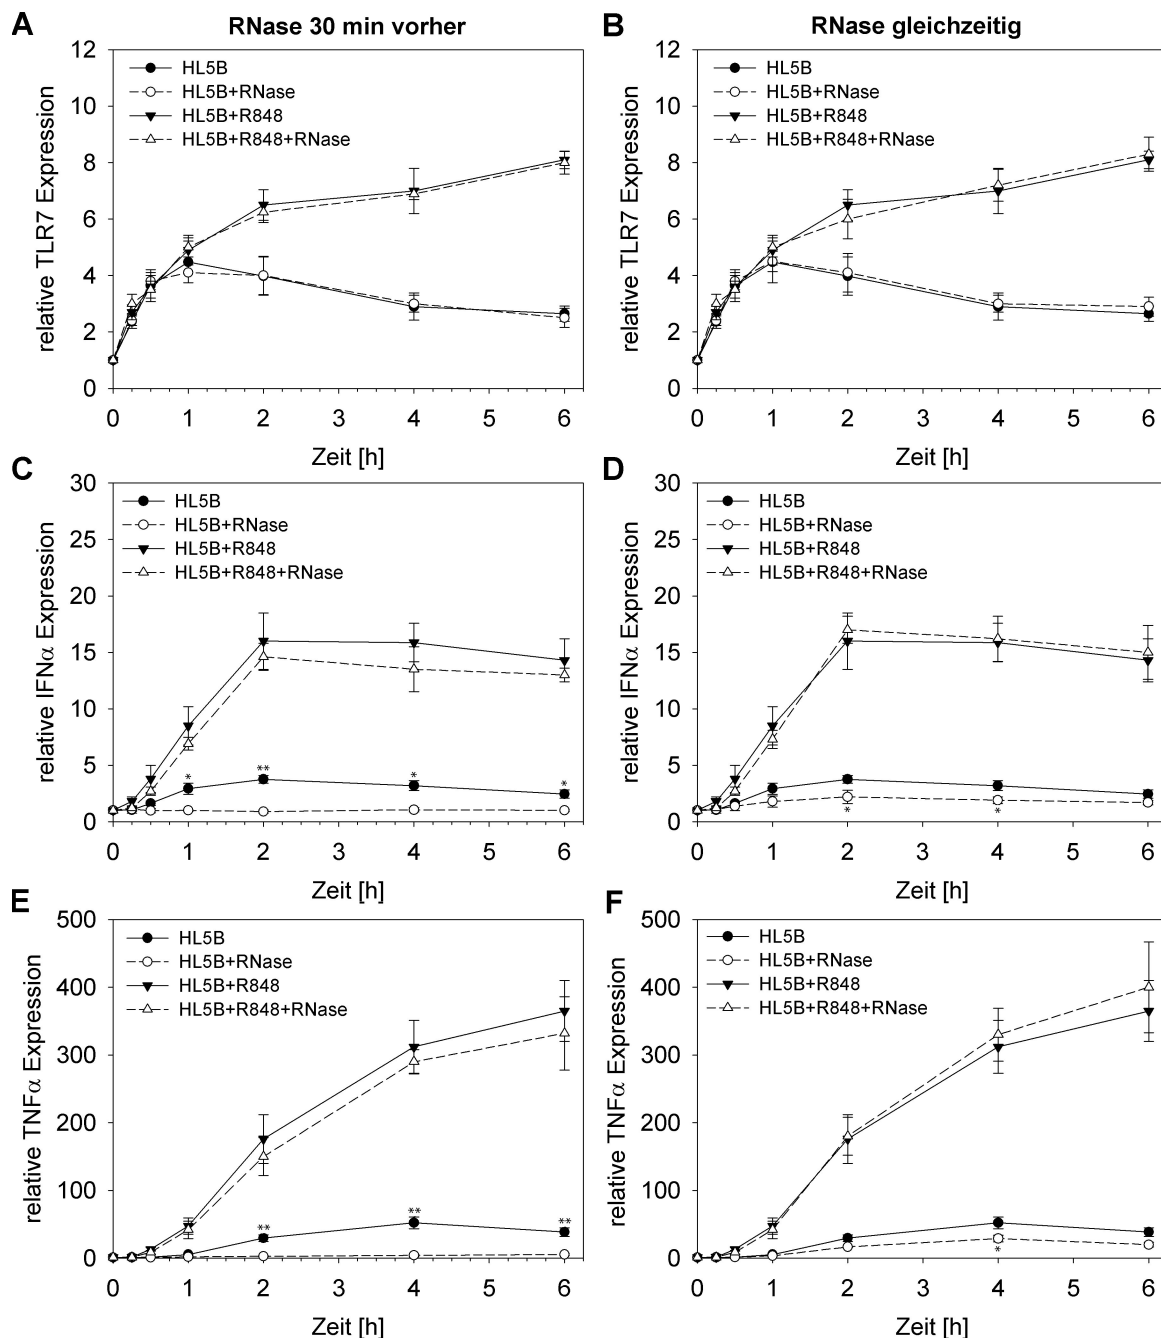 A RNase 30 min vorher
12
10
8
6
4
2
0
relative TLR7 Expression
HL5B
HL5B+RNase
HL5B+R848
HL5B+R848+RNase
0 1 2 3 4 5 6
Zeit [h]
B RNase gleichzeitig
12
10
8
6
4
2
0
relative TLR7 Expression
HL5B
HL5B+RNase
HL5B+R848
HL5B+R848+RNase
0 1 2 3 4 5 6
Zeit [h]
C
30
25
20
15
10
5
0
relative IFNα Expression
HL5B
HL5B+RNase
HL5B+R848
HL5B+R848+RNase
* ** * *
0 1 2 3 4 5 6
Zeit [h]
D
30
25
20
15
10
5
0
relative IFNα Expression
HL5B
HL5B+RNase
HL5B+R848
HL5B+R848+RNase
* *
0 1 2 3 4 5 6
Zeit [h]
E
500
400
300
200
100
0
relative TNFα Expression
HL5B
HL5B+RNase
HL5B+R848
HL5B+R848+RNase
** ** **
0 1 2 3 4 5 6
Zeit [h]
F
500
400
300
200
100
0
relative TNFα Expression
HL5B
HL5B+RNase
HL5B+R848
HL5B+R848+RNase
*
0 1 2 3 4 5 6
Zeit [h]